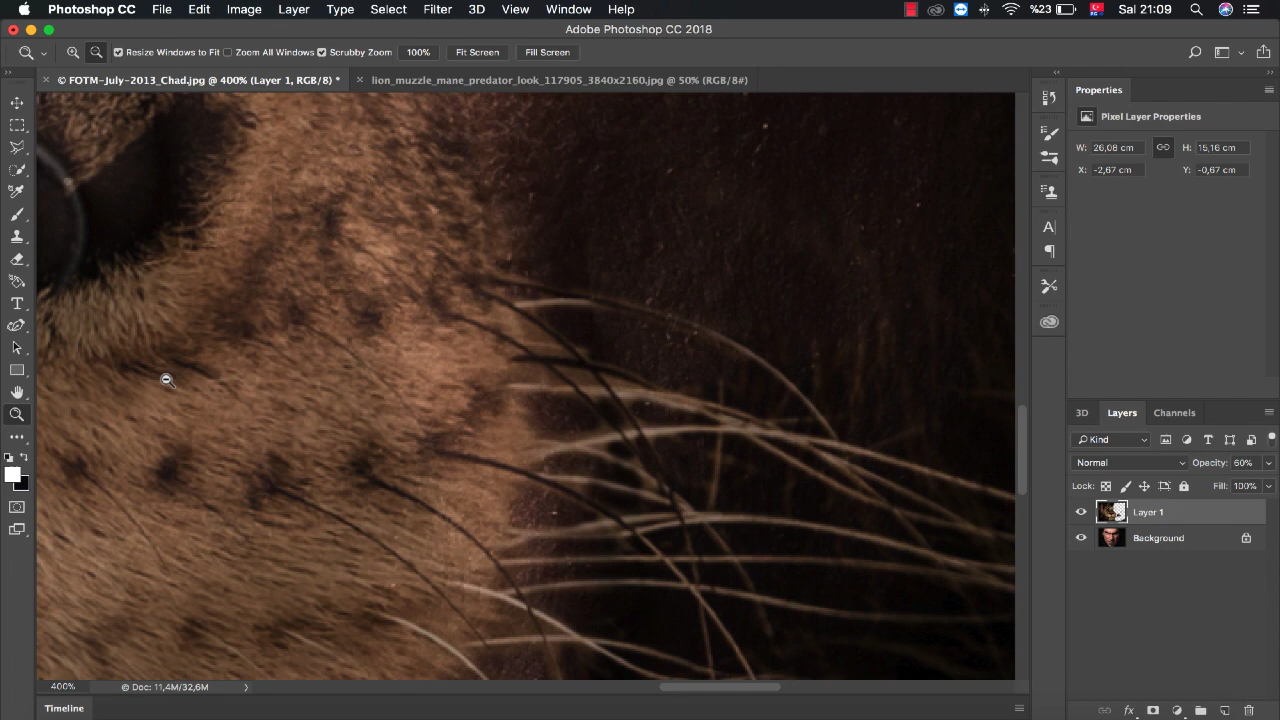 Photoshop CC File Edit Image Layer Type Select Filter 3D View Window Help %23 Sal 21:09
Adobe Photoshop CC 2018
Resize Windows to Fit Zoom All Windows Scrubby Zoom 100% Fit Screen Fill Screen
© FOTM-July-2013_Chad.jpg @ 400% (Layer 1, RGB/8) * lion_muzzle_mane_predator_look_117905_3840x2160.jpg @ 50% (RGB/8#)
Properties
Pixel Layer Properties
W: 26,08 cm H: 15,16 cm
X: -2,67 cm Y: -0,67 cm
3D Layers Channels
Kind
Normal Opacity: 60%
Lock: Fill: 100%
Layer 1
Background
fx
400% © Doc: 11,4M/32,6M
Timeline